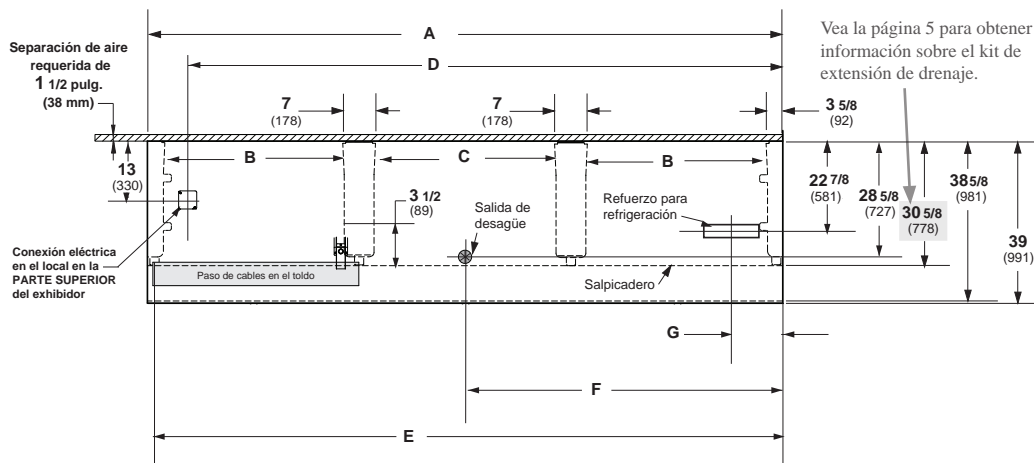 A
Vea la página 5 para obtener
información sobre el kit de
extensión de drenaje.
Separación de aire
requerida de
1 1/2 pulg.
(38 mm)
D
7
(178)
7
(178)
3 5/8
(92)
B
C
B
13
(330)
3 1/2
(89)
Salida de
desagüe
Refuerzo para
refrigeración
22 7/8
(581)
28 5/8
(727)
30 5/8
(778)
38 5/8
(981)
39
(991)
Conexión eléctrica
en el local en la
PARTE SUPERIOR
del exhibidor
Paso de cables en el toldo
Salpicadero
G
F
E